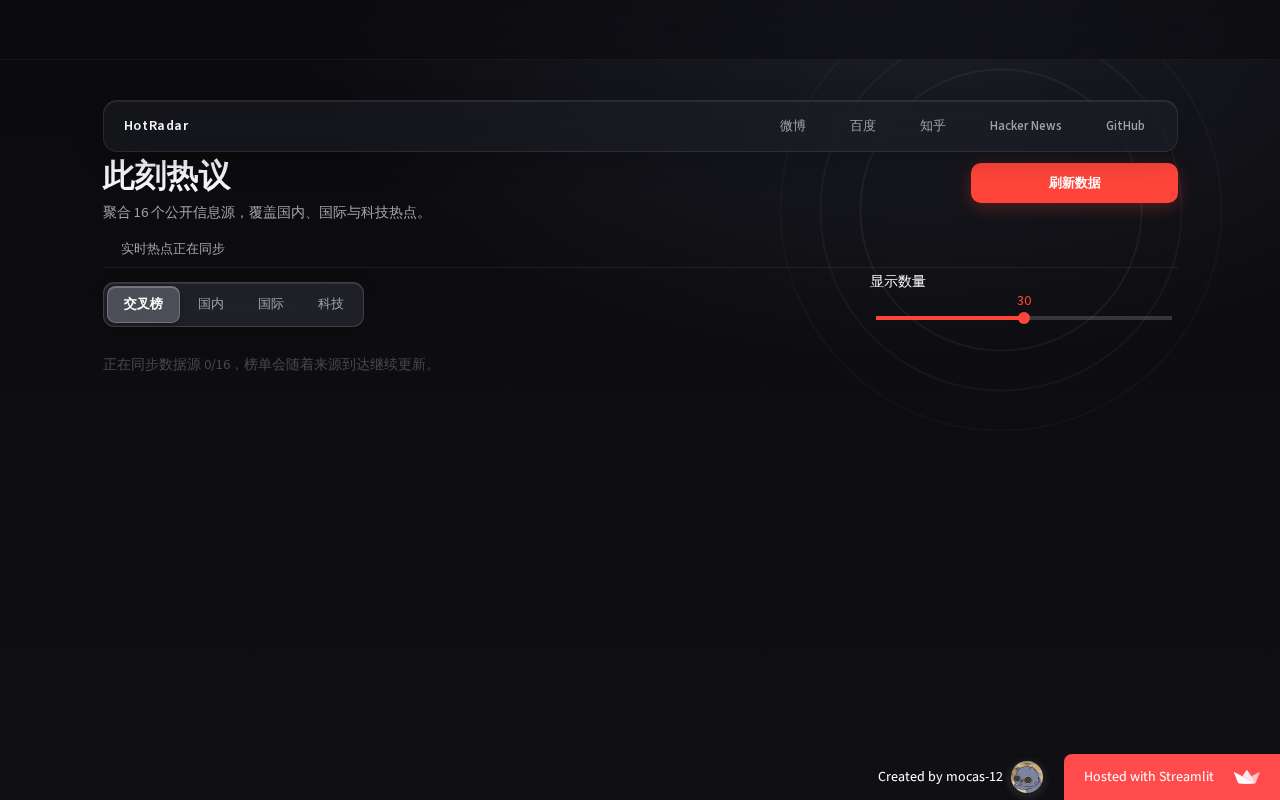 HotRadar 微博 百度 知乎 Hacker News GitHub
此刻热议
刷新数据
聚合 16 个公开信息源，覆盖国内、国际与科技热点。
实时热点正在同步
显示数量
30
交叉榜 国内 国际 科技
正在同步数据源 0/16，榜单会随着来源到达继续更新。
Created by mocas-12
Hosted with Streamlit